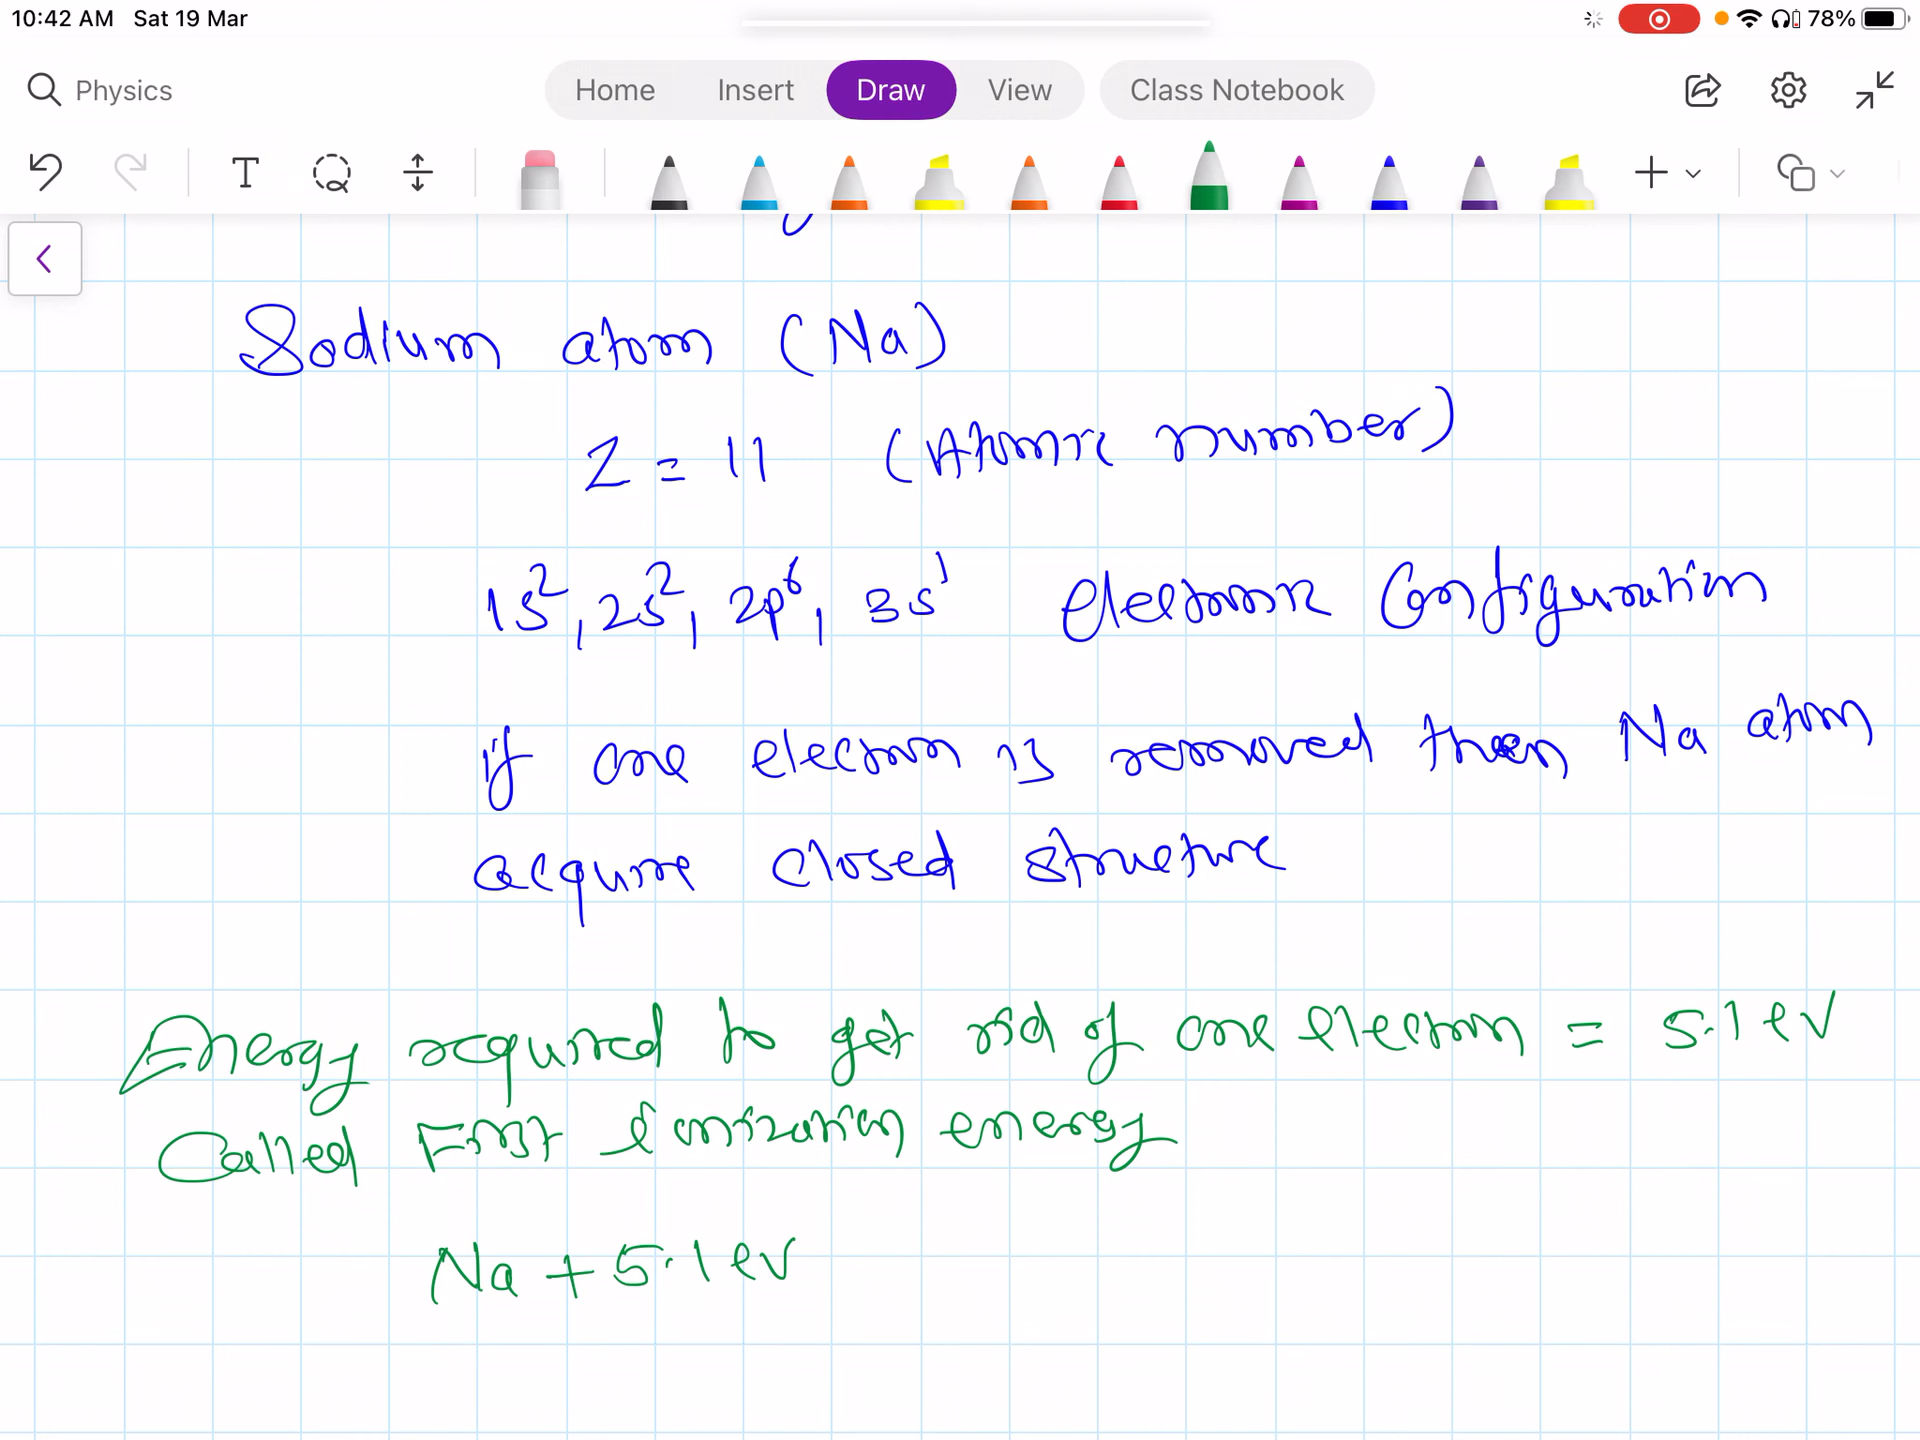 10:42 AM Sat 19 Mar
78%
Physics
Home Insert Draw View Class Notebook
T
Sodium atom (Na)
Z = 11 (Atomic number)
1s², 2s², 2p⁶, 3s¹ electronic Configuration
if one electron is removed then Na atom
acquire closed structure
Energy required to get rid of one electron = 5.1 eV
Called First Ionization energy
Na + 5.1 eV